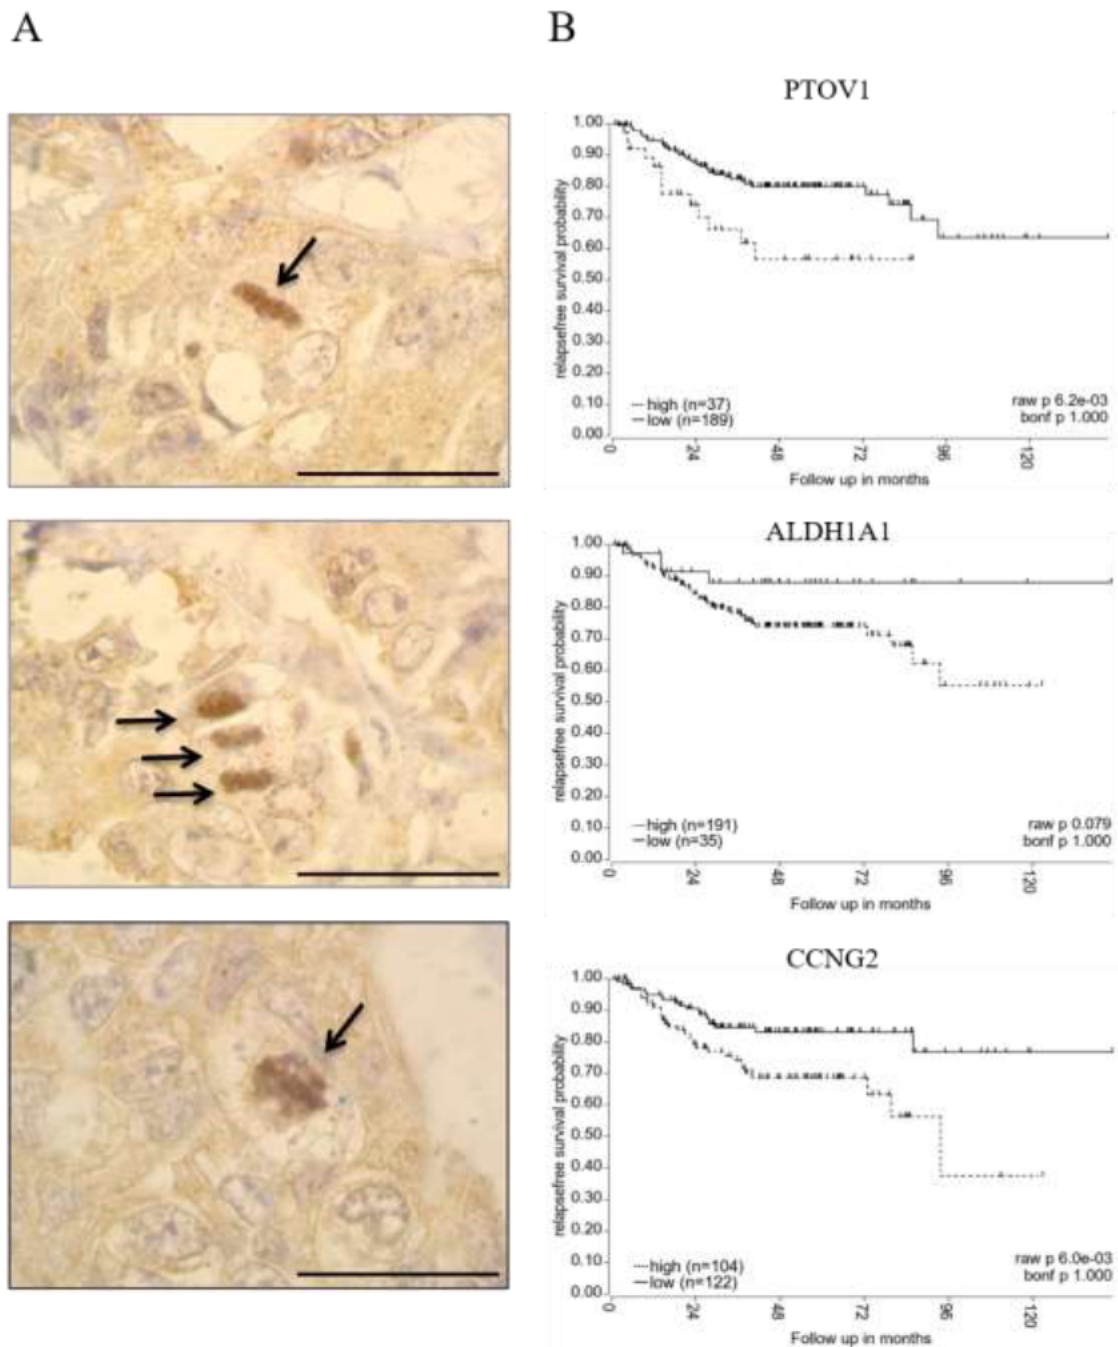 A
B
PTOV1
relapsefree survival probability
1.00
0.90
0.80
0.70
0.60
0.50
0.40
0.30
0.20
0.10
0.00
---high (n=37)
—low (n=189)
raw p 6.2e-03
bonf p 1.000
0 24 48 72 96 120
Follow up in months
ALDH1A1
relapsefree survival probability
1.00
0.90
0.80
0.70
0.60
0.50
0.40
0.30
0.20
0.10
0.00
---high (n=191)
—low (n=35)
raw p 0.079
bonf p 1.000
0 24 48 72 96 120
Follow up in months
CCNG2
relapsefree survival probability
1.00
0.90
0.80
0.70
0.60
0.50
0.40
0.30
0.20
0.10
0.00
---high (n=104)
—low (n=122)
raw p 6.0e-03
bonf p 1.000
0 24 48 72 96 120
Follow up in months